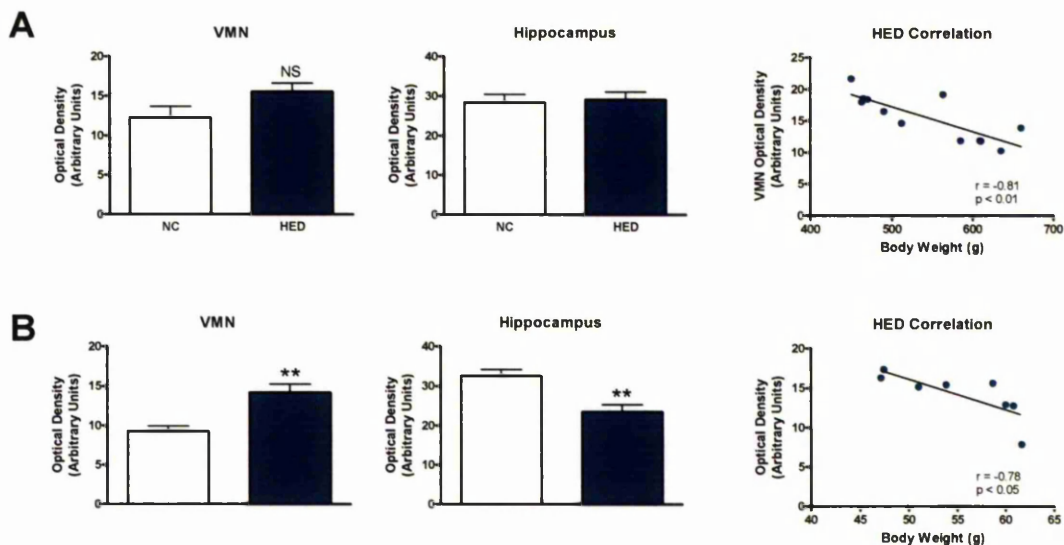 A
VMN
Optical Density
(Arbitrary Units)
20
15
10
5
0
NS
NC
HED
Hippocampus
Optical Density
(Arbitrary Units)
40
30
20
10
0
NC
HED
HED Correlation
VMN Optical Density
(Arbitrary Units)
25
20
15
10
5
0
r = -0.81
p < 0.01
400
500
600
700
Body Weight (g)
B
VMN
Optical Density
(Arbitrary Units)
20
15
10
5
0
**
Hippocampus
Optical Density
(Arbitrary Units)
40
30
20
10
0
**
HED Correlation
Optical Density
(Arbitrary Units)
20
15
10
5
0
r = -0.78
p < 0.05
40
45
50
55
60
65
Body Weight (g)